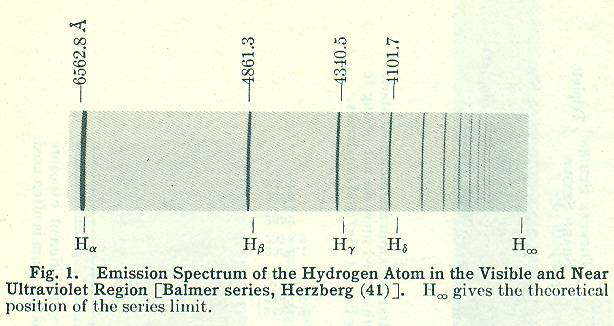 6562.8 Å
4861.3
4340.5
4101.7
Hα
Hβ
Hγ
Hδ
H∞
Fig. 1. Emission Spectrum of the Hydrogen Atom in the Visible and Near
Ultraviolet Region [Balmer series, Herzberg (41)]. H∞ gives the theoretical
position of the series limit.